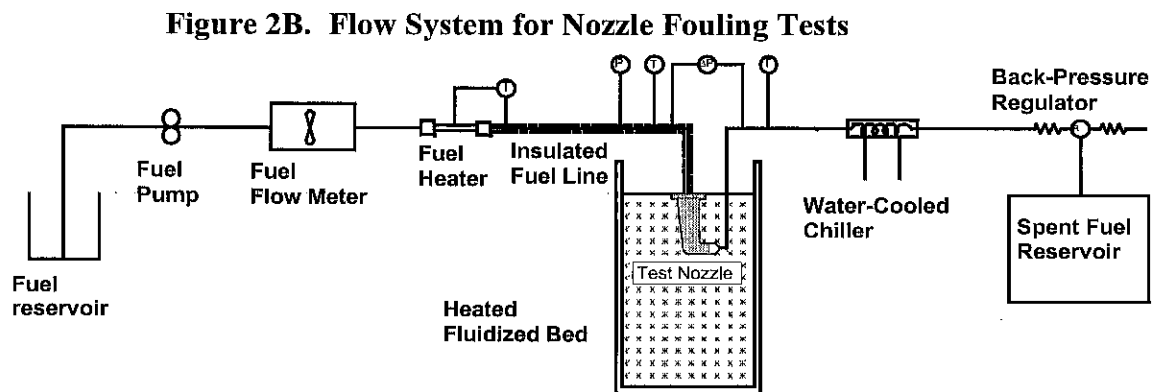 Figure 2B. Flow System for Nozzle Fouling Tests
P
T
ΔP
T
T
Back-Pressure
Regulator
Fuel
Pump
Fuel
Flow Meter
Fuel
Heater
Insulated
Fuel Line
Water-Cooled
Chiller
Spent Fuel
Reservoir
Test Nozzle
Fuel
reservoir
Heated
Fluidized Bed